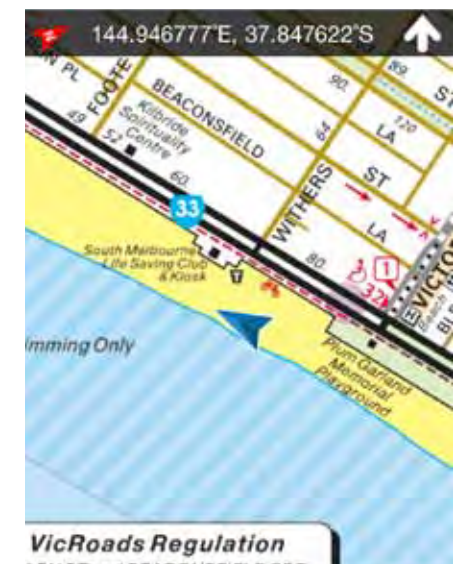 144.946777°E, 37.847622°S
PL
FOOTE
49
52
BEACONSFIELD
Kilbride
Spirituality
Centre
60
33
90
89
ST
120
LA
64
ST
WITHERS
LA
80
South Melbourne
Life Saving Club
& Kiosk
1
32
H
Beach
imming Only
Plum Garland
Memorial
Playground
VicRoads Regulation